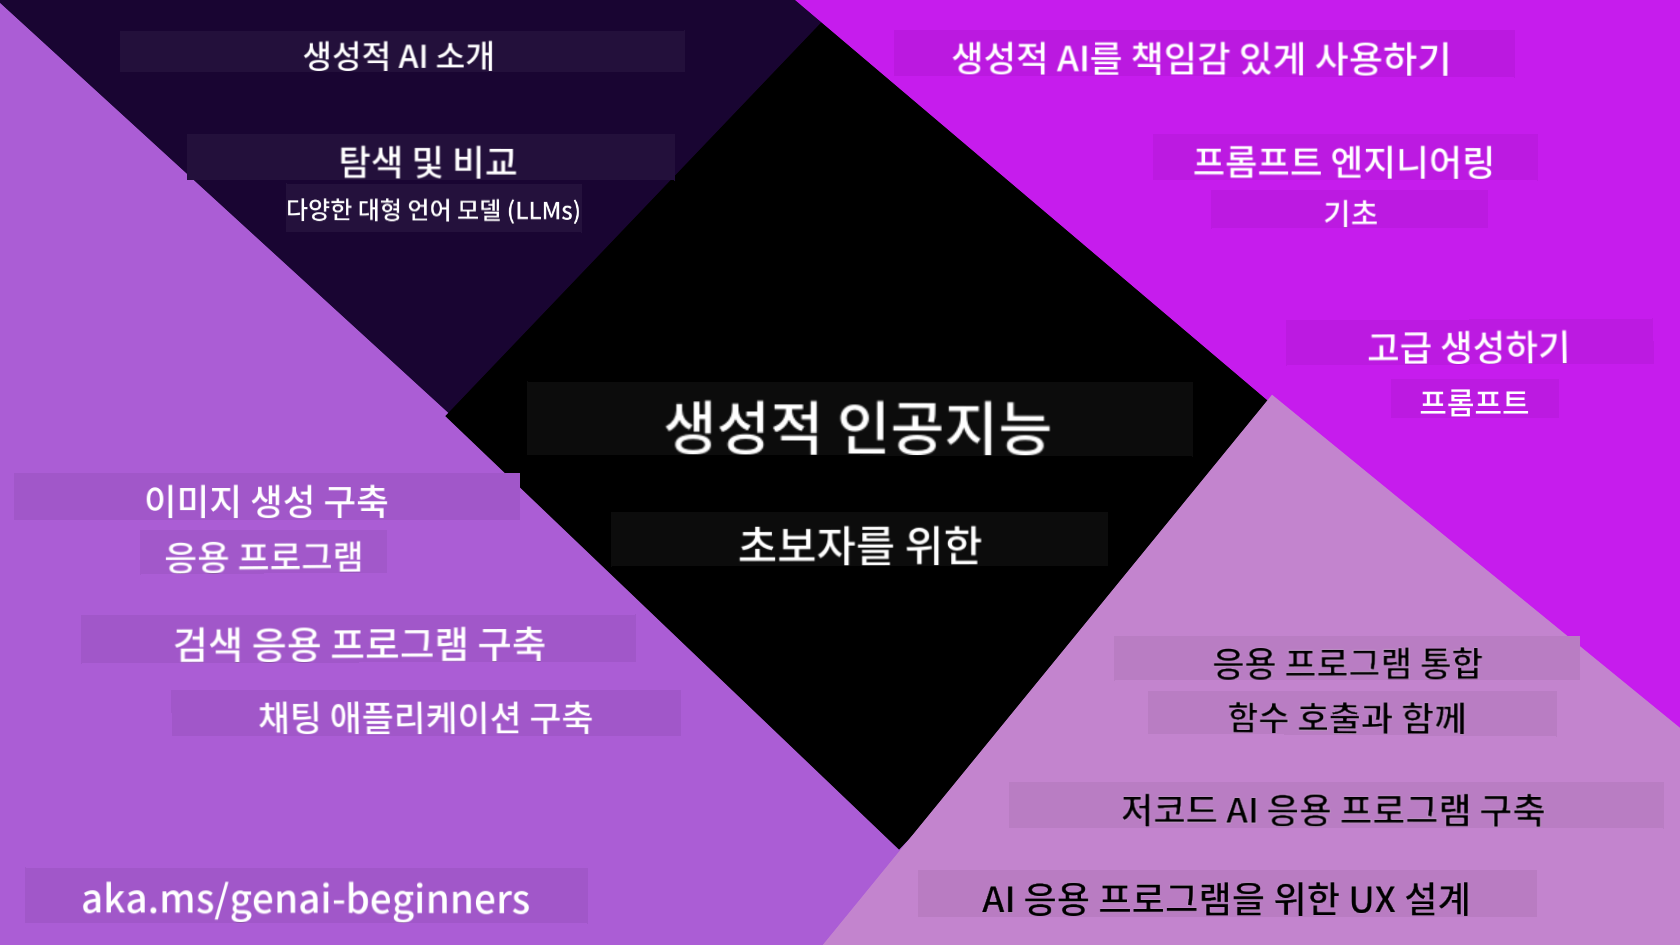 생성적 AI 소개
탐색 및 비교
다양한 대형 언어 모델 (LLMs)
생성적 AI를 책임감 있게 사용하기
프롬프트 엔지니어링
기초
고급 생성하기
프롬프트
생성적 인공지능
초보자를 위한
이미지 생성 구축
응용 프로그램
검색 응용 프로그램 구축
채팅 애플리케이션 구축
응용 프로그램 통합
함수 호출과 함께
저코드 AI 응용 프로그램 구축
AI 응용 프로그램을 위한 UX 설계
aka.ms/genai-beginners